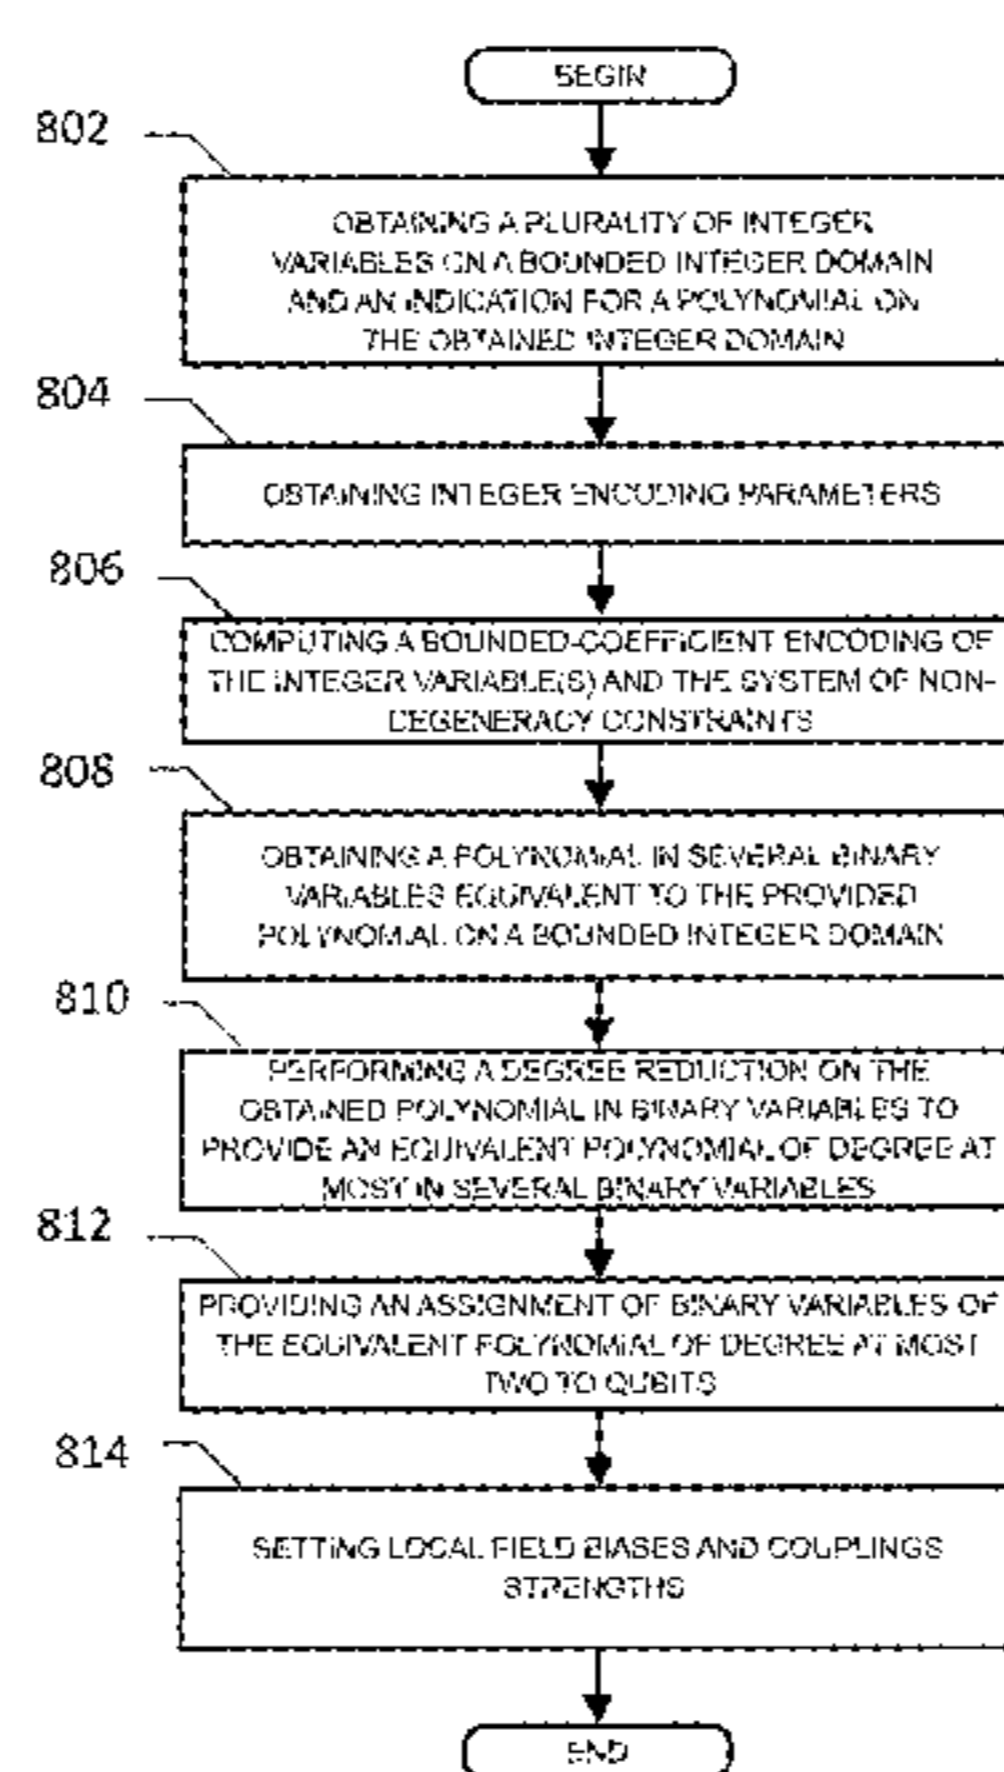 BEGIN
802
OBTAINING A PLURALITY OF INTEGER
VARIABLES ON A BOUNDED INTEGER DOMAIN
AND AN INDICATION FOR A POLYNOMIAL ON
THE OBTAINED INTEGER DOMAIN
804
OBTAINING INTEGER ENCODING PARAMETERS
806
COMPUTING A BOUNDED-COEFFICIENT ENCODING OF
THE INTEGER VARIABLE(S) AND THE SYSTEM OF NON-
DEGENERACY CONSTRAINTS
808
OBTAINING A POLYNOMIAL IN SEVERAL BINARY
VARIABLES EQUIVALENT TO THE PROVIDED
POLYNOMIAL ON A BOUNDED INTEGER DOMAIN
810
PERFORMING A DEGREE REDUCTION ON THE
OBTAINED POLYNOMIAL IN BINARY VARIABLES TO
PROVIDE AN EQUIVALENT POLYNOMIAL OF DEGREE AT
MOST IN SEVERAL BINARY VARIABLES
812
PROVIDING AN ASSIGNMENT OF BINARY VARIABLES OF
THE EQUIVALENT POLYNOMIAL OF DEGREE AT MOST
TWO TO QUBITS
814
SETTING LOCAL FIELD BIASES AND COUPLINGS
STRENGTHS
END